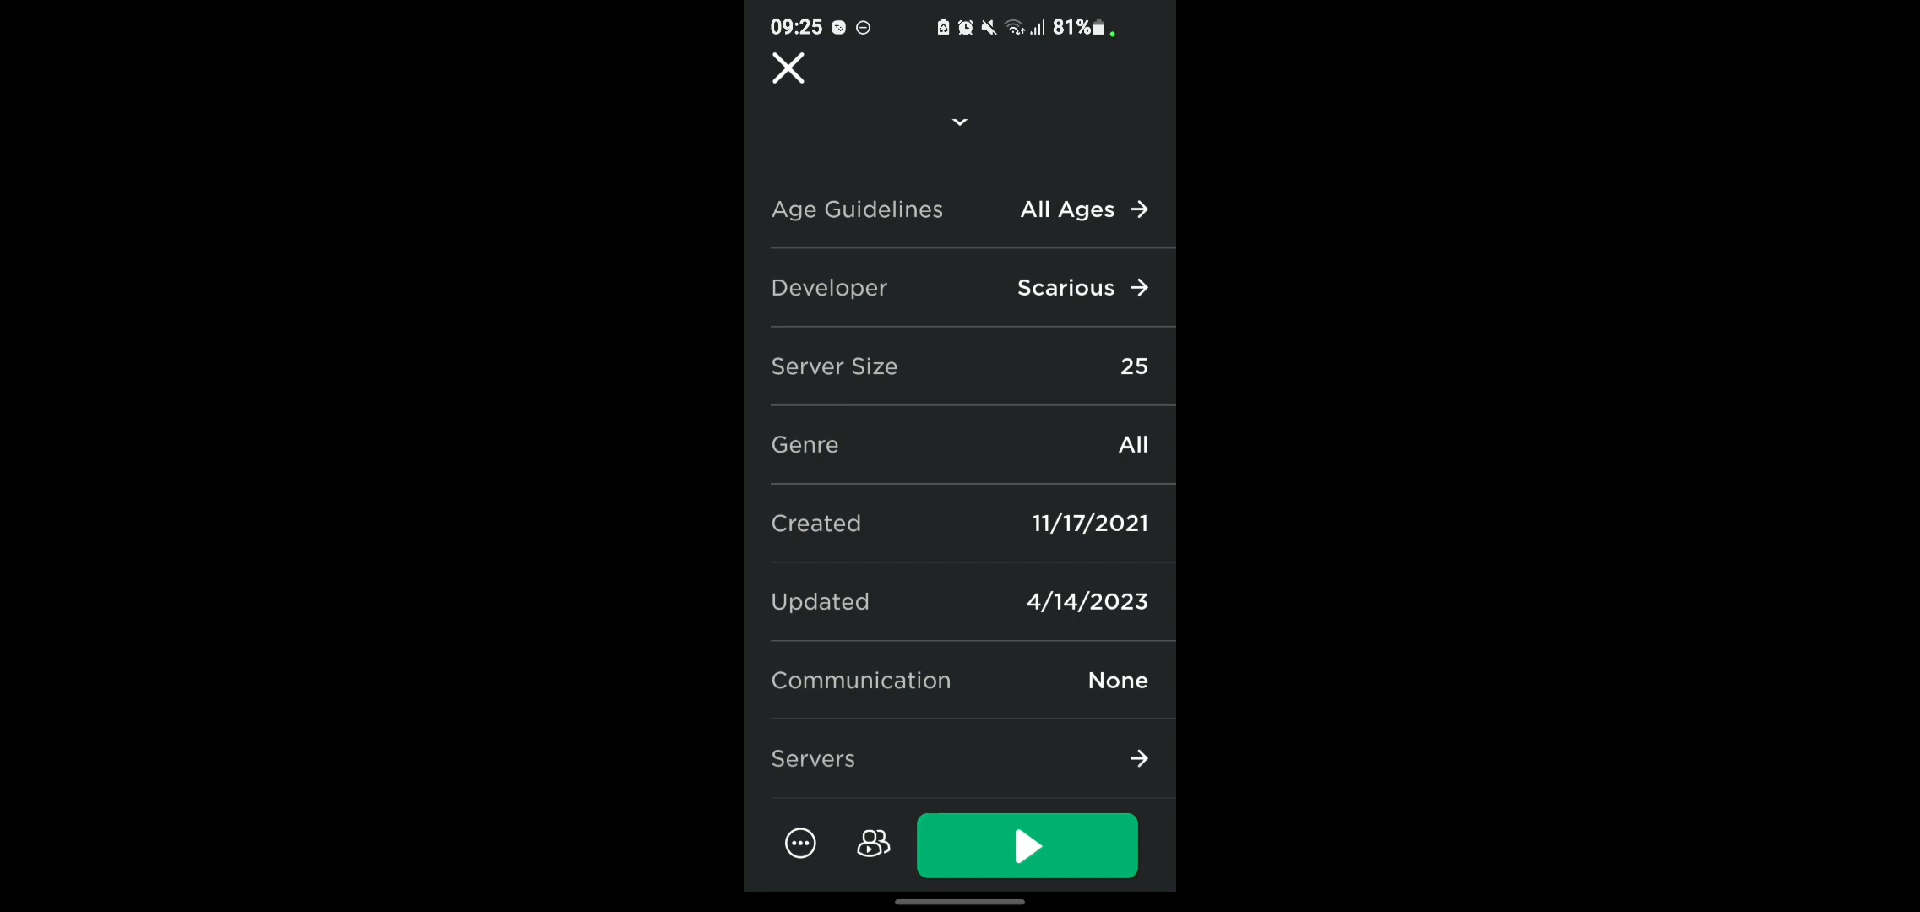 09:25 81%
Age Guidelines All Ages
Developer Scarious
Server Size 25
Genre All
Created 11/17/2021
Updated 4/14/2023
Communication None
Servers